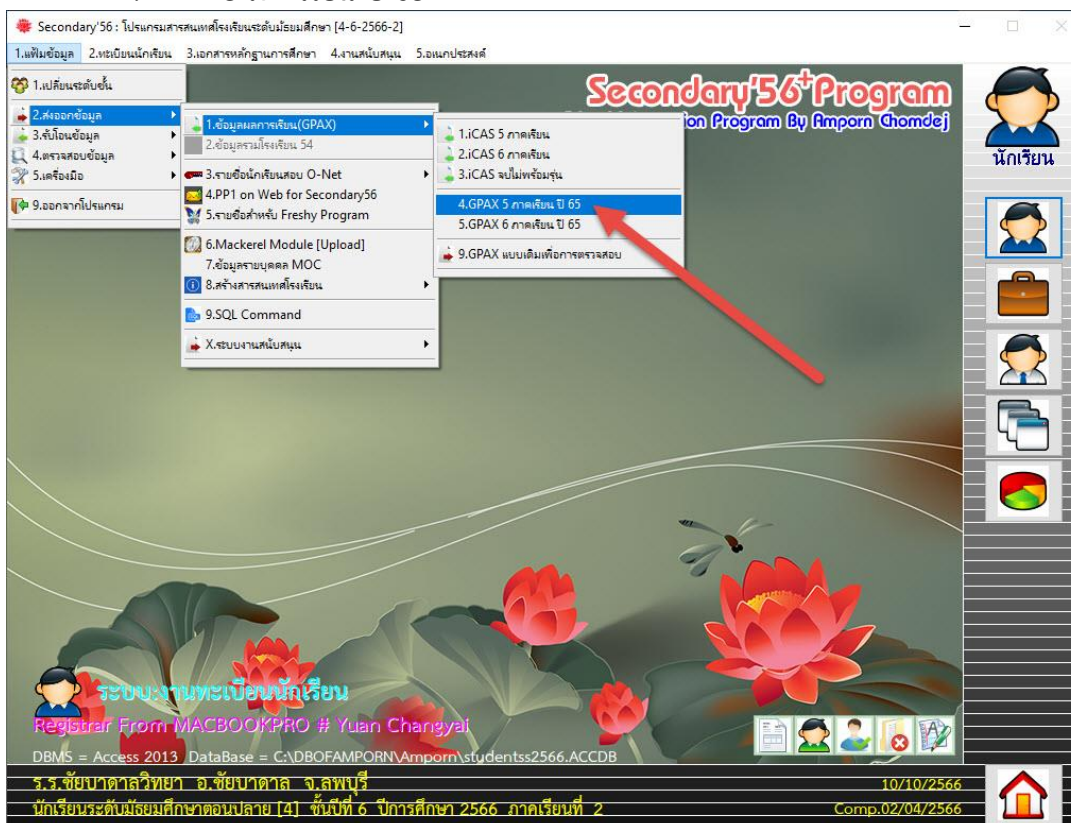 Secondary'56 : โปรแกรมสารสนเทศโรงเรียนระดับมัธยมศึกษา [4-6-2566-2]
1.แฟ้มข้อมูล 2.ทะเบียนนักเรียน 3.เอกสารหลักฐานการศึกษา 4.งานสนับสนุน 5.อเนกประสงค์
1.เปลี่ยนระดับชั้น
2.ส่งออกข้อมูล
3.รับโอนข้อมูล
4.ตรวจสอบข้อมูล
5.เครื่องมือ
9.ออกจากโปรแกรม
1.ข้อมูลผลการเรียน(GPAX)
2.ข้อมูลรวมโรงเรียน 54
3.รายชื่อนักเรียนสอบ O-Net
4.PP1 on Web for Secondary56
5.รายชื่อสำหรับ Freshy Program
6.Mackerel Module [Upload]
7.ข้อมูลรายบุคคล MOC
8.สร้างสารสนเทศโรงเรียน
9.SQL Command
X.ระบบงานสนับสนุน
1.iCAS 5 ภาคเรียน
2.iCAS 6 ภาคเรียน
3.iCAS จบไม่พร้อมรุ่น
4.GPAX 5 ภาคเรียน ปี 65
5.GPAX 6 ภาคเรียน ปี 65
9.GPAX แบบเดิมเพื่อการตรวจสอบ
Secondary'56+Program
ion Program By Amporn Chomdej
นักเรียน
ระบบ:งานทะเบียนนักเรียน
Registrar From MACBOOKPRO # Yuan Changyai
DBMS = Access 2013 DataBase = C:\DBOFAMPORN\Amporn\studentss2566.ACCDB
ร.ร.ชัยบาดาลวิทยา อ.ชัยบาดาล จ.ลพบุรี 10/10/2566
นักเรียนระดับมัธยมศึกษาตอนปลาย [4] ชั้นปีที่ 6 ปีการศึกษา 2566 ภาคเรียนที่ 2 Comp.02/04/2566